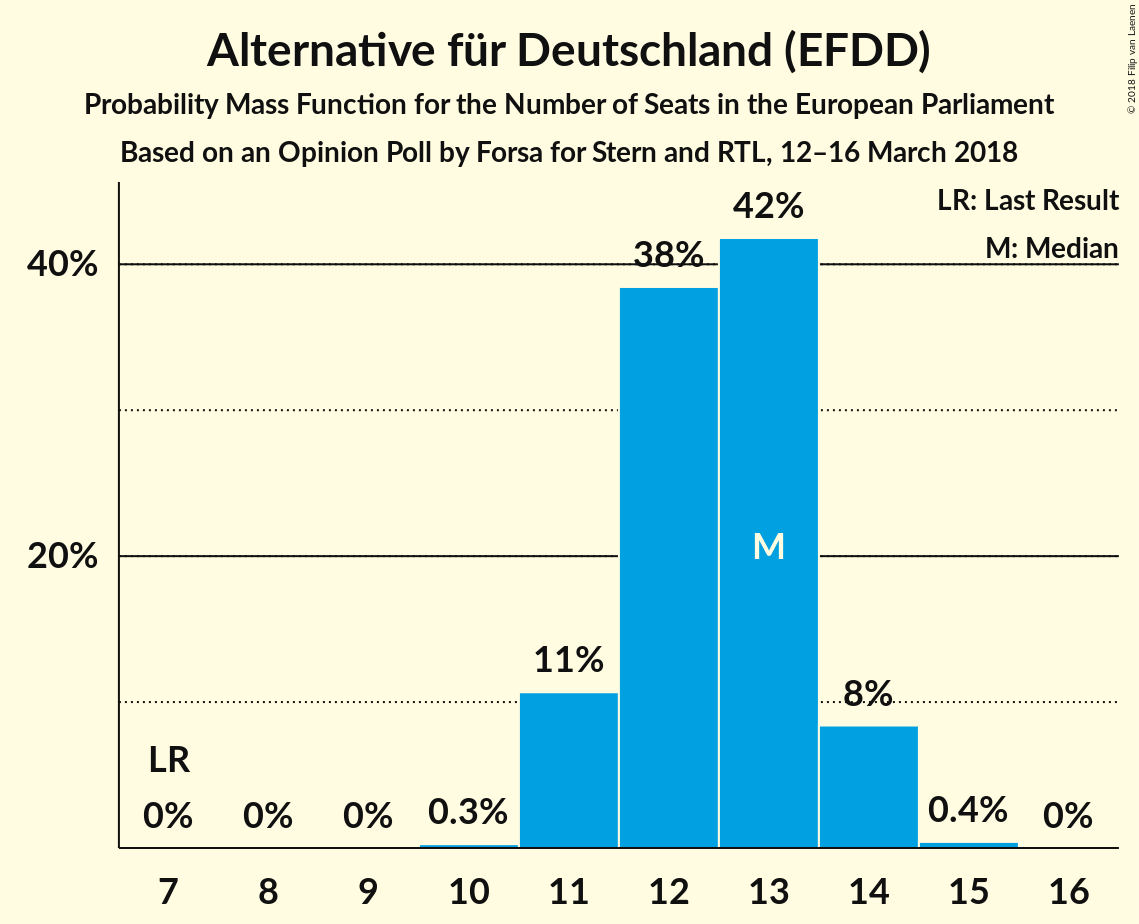 Alternative für Deutschland (EFDD)
Probability Mass Function for the Number of Seats in the European Parliament
Based on an Opinion Poll by Forsa for Stern and RTL, 12–16 March 2018
© 2018 Filip van Laenen
LR: Last Result
M: Median
40%
20%
LR
0%
0%
0%
0.3%
11%
38%
42%
M
8%
0.4%
0%
7 8 9 10 11 12 13 14 15 16